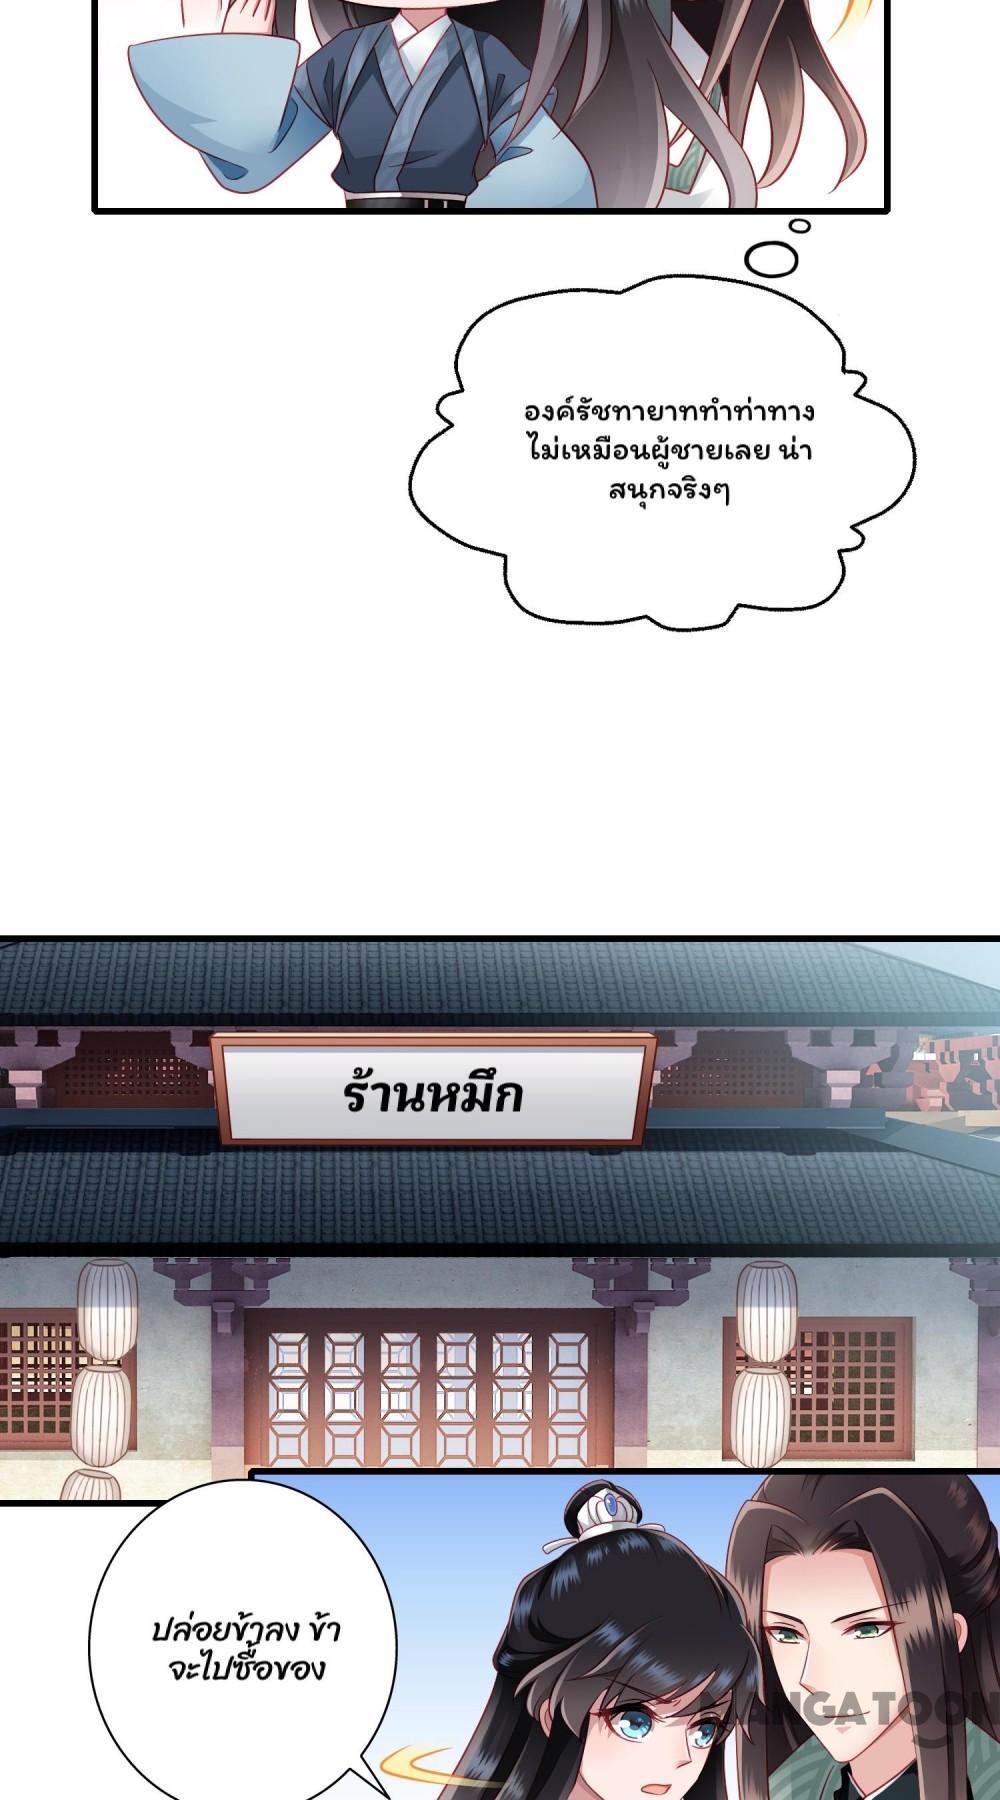 องค์รัชทายาททำท่าทาง
ไม่เหมือนผู้ชายเลย น่า
สนุกจริงๆ
ร้านหมึก
ปล่อยข้าลง ข้า
จะไปซื้อของ
MANGATOON